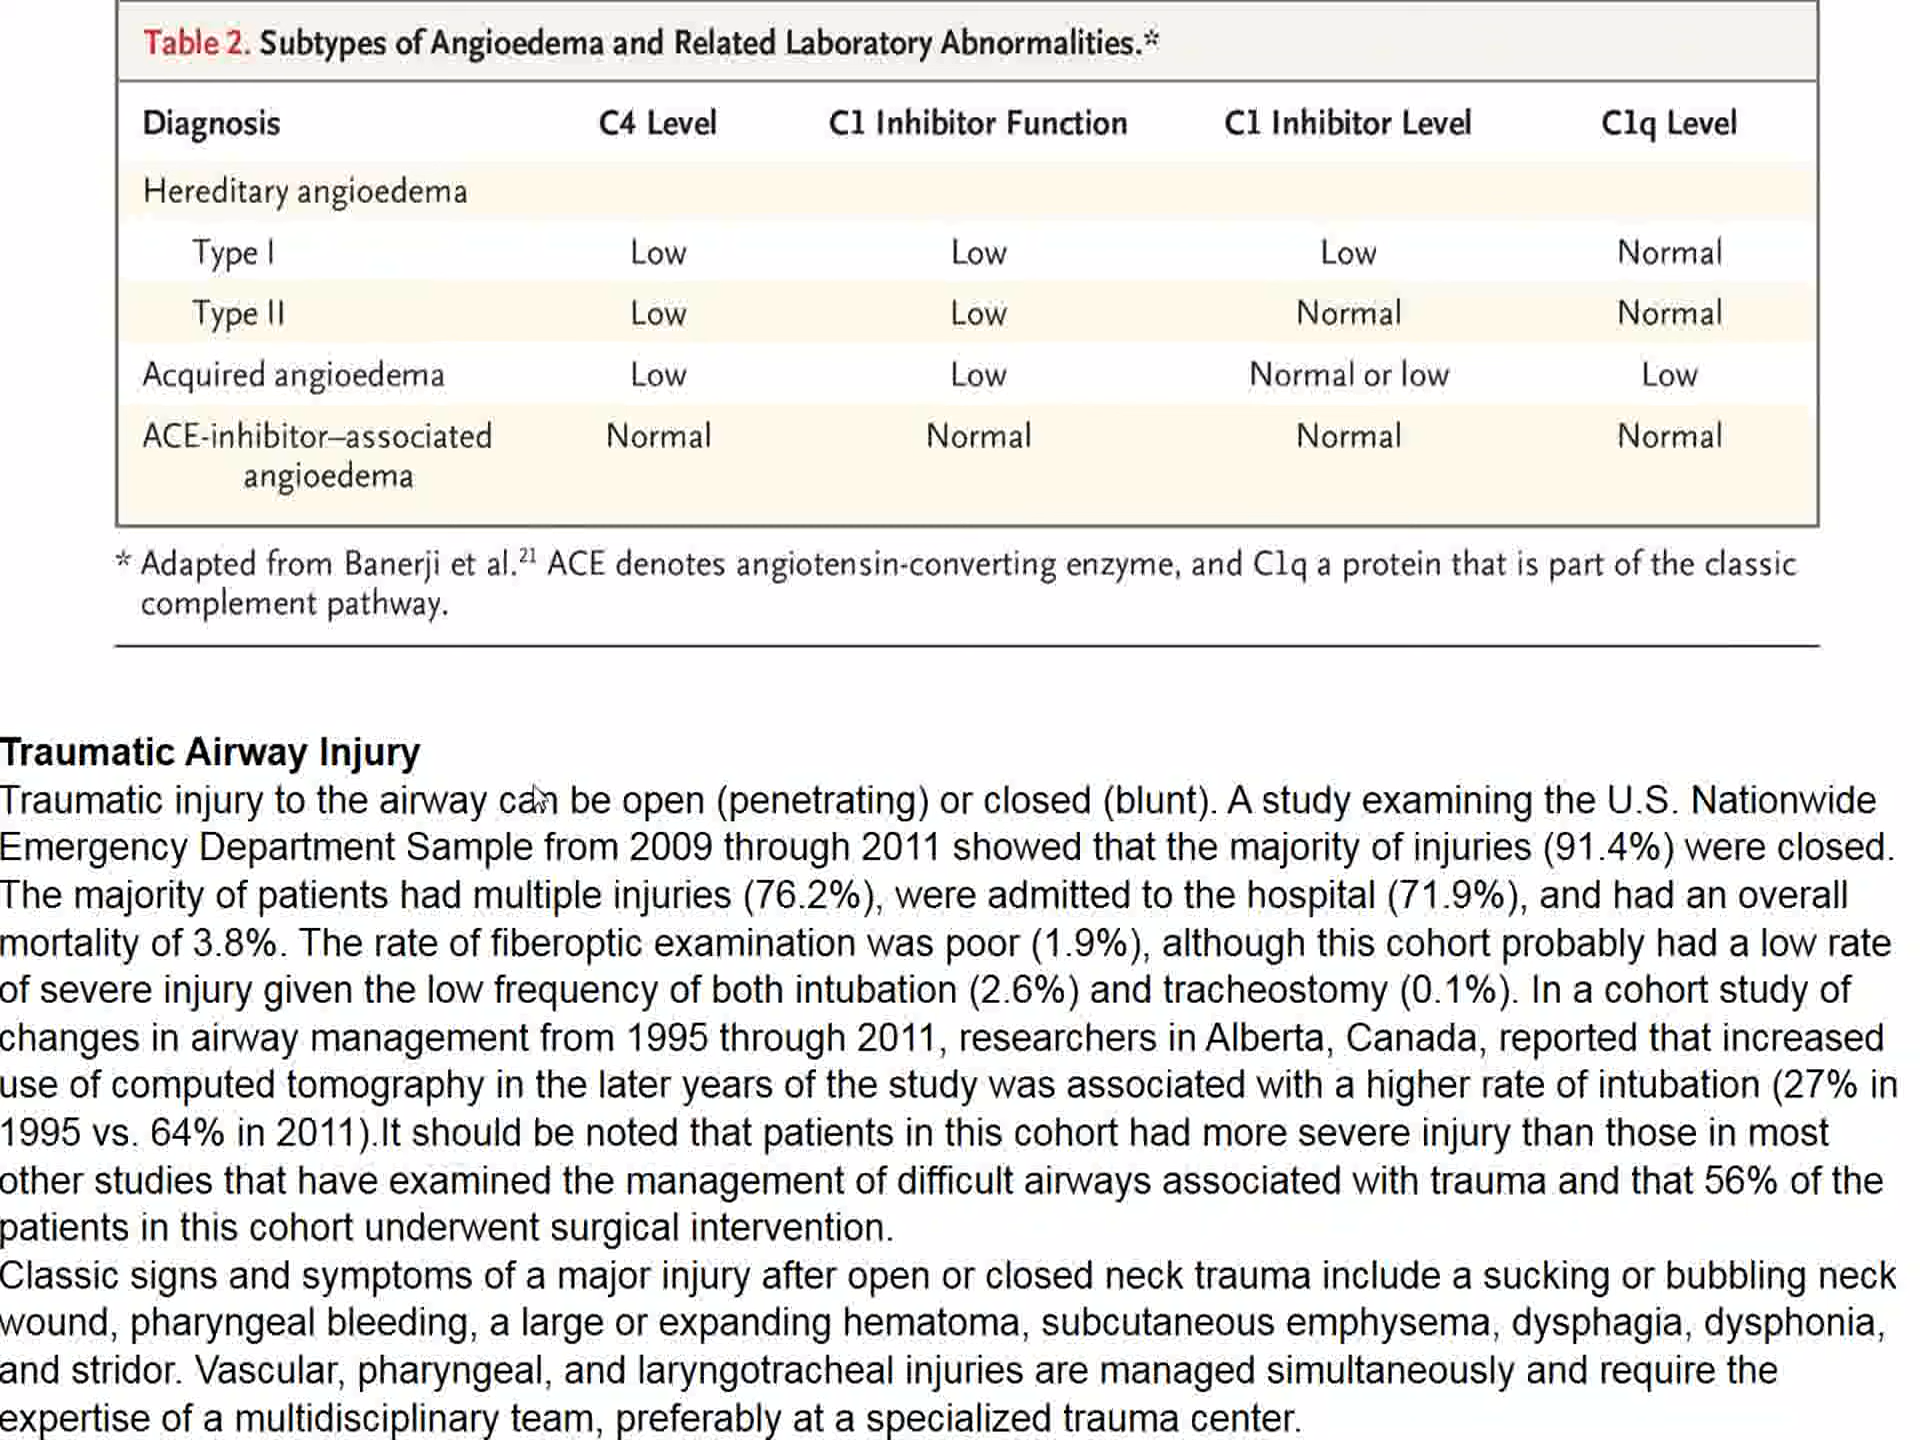 Table 2. Subtypes of Angioedema and Related Laboratory Abnormalities.*
Diagnosis C4 Level C1 Inhibitor Function C1 Inhibitor Level C1q Level
Hereditary angioedema
Type I Low Low Low Normal
Type II Low Low Normal Normal
Acquired angioedema Low Low Normal or low Low
ACE-inhibitor–associated Normal Normal Normal Normal
angioedema
* Adapted from Banerji et al.21 ACE denotes angiotensin-converting enzyme, and C1q a protein that is part of the classic
complement pathway.
Traumatic Airway Injury
Traumatic injury to the airway can be open (penetrating) or closed (blunt). A study examining the U.S. Nationwide
Emergency Department Sample from 2009 through 2011 showed that the majority of injuries (91.4%) were closed.
The majority of patients had multiple injuries (76.2%), were admitted to the hospital (71.9%), and had an overall
mortality of 3.8%. The rate of fiberoptic examination was poor (1.9%), although this cohort probably had a low rate
of severe injury given the low frequency of both intubation (2.6%) and tracheostomy (0.1%). In a cohort study of
changes in airway management from 1995 through 2011, researchers in Alberta, Canada, reported that increased
use of computed tomography in the later years of the study was associated with a higher rate of intubation (27% in
1995 vs. 64% in 2011).It should be noted that patients in this cohort had more severe injury than those in most
other studies that have examined the management of difficult airways associated with trauma and that 56% of the
patients in this cohort underwent surgical intervention.
Classic signs and symptoms of a major injury after open or closed neck trauma include a sucking or bubbling neck
wound, pharyngeal bleeding, a large or expanding hematoma, subcutaneous emphysema, dysphagia, dysphonia,
and stridor. Vascular, pharyngeal, and laryngotracheal injuries are managed simultaneously and require the
expertise of a multidisciplinary team, preferably at a specialized trauma center.